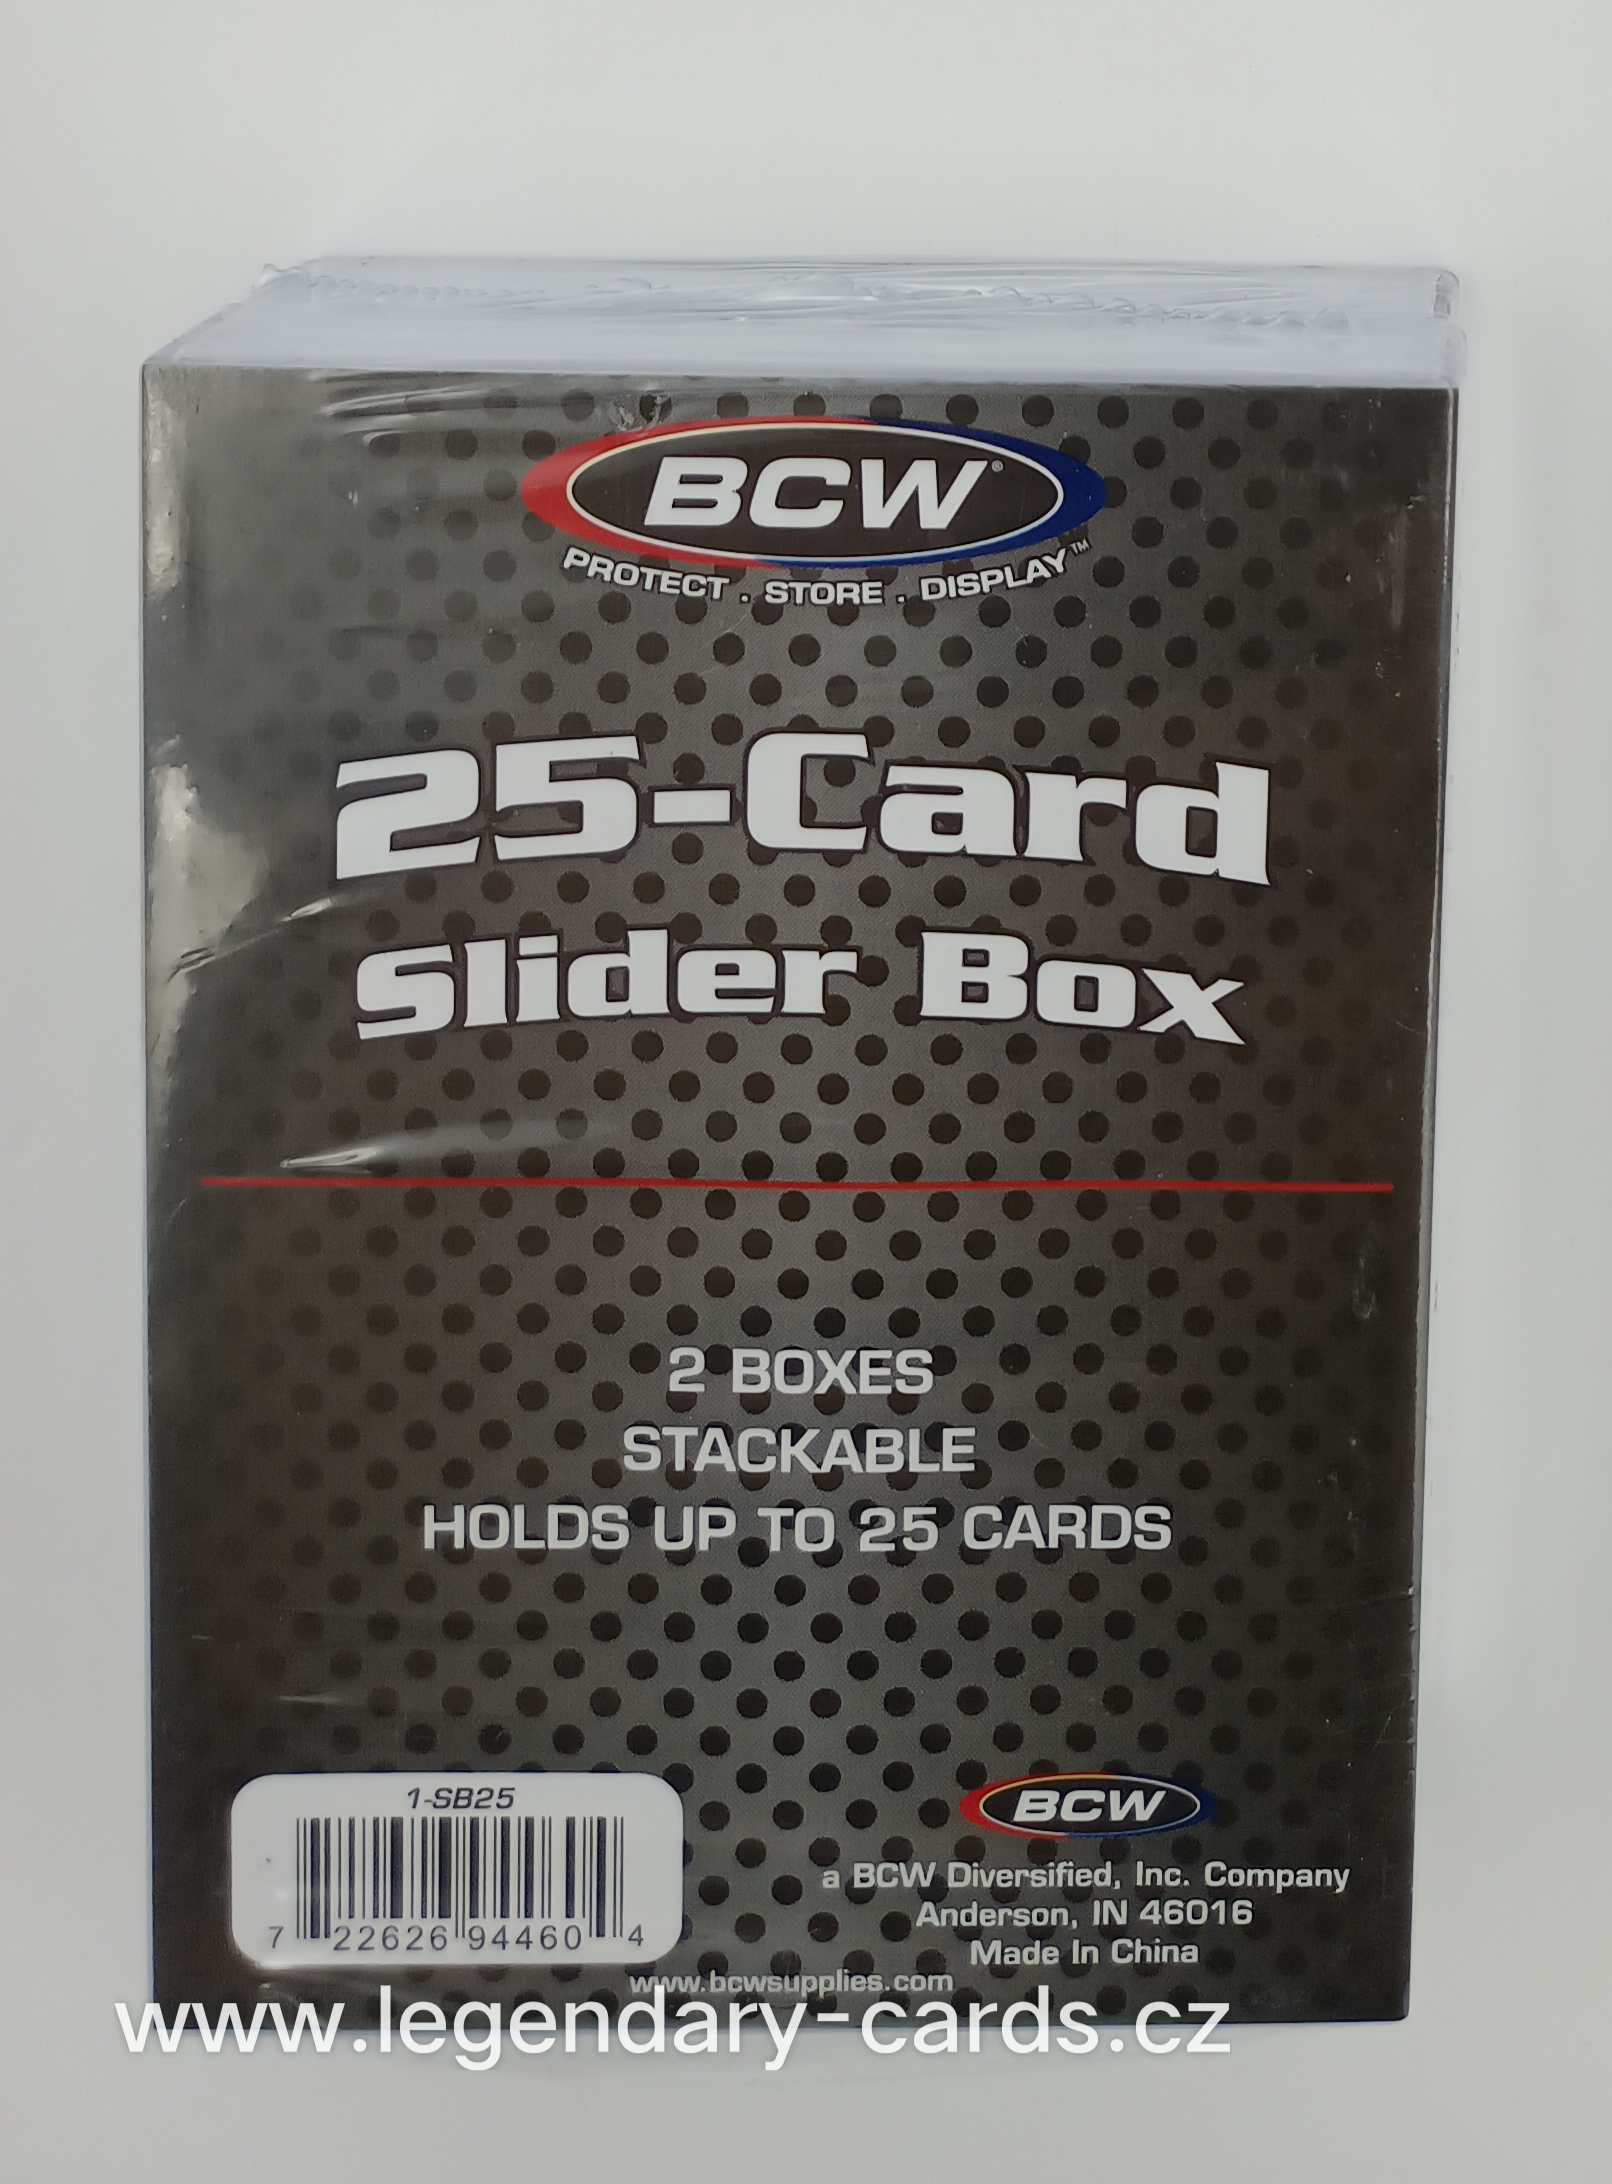 BCW®
PROTECT . STORE . DISPLAY™
25-Card
Slider Box
2 BOXES
STACKABLE
HOLDS UP TO 25 CARDS
1-SB25
7 22626 94460 4
BCW
a BCW Diversified, Inc. Company
Anderson, IN 46016
Made In China
www.bcwsupplies.com
www.legendary-cards.cz